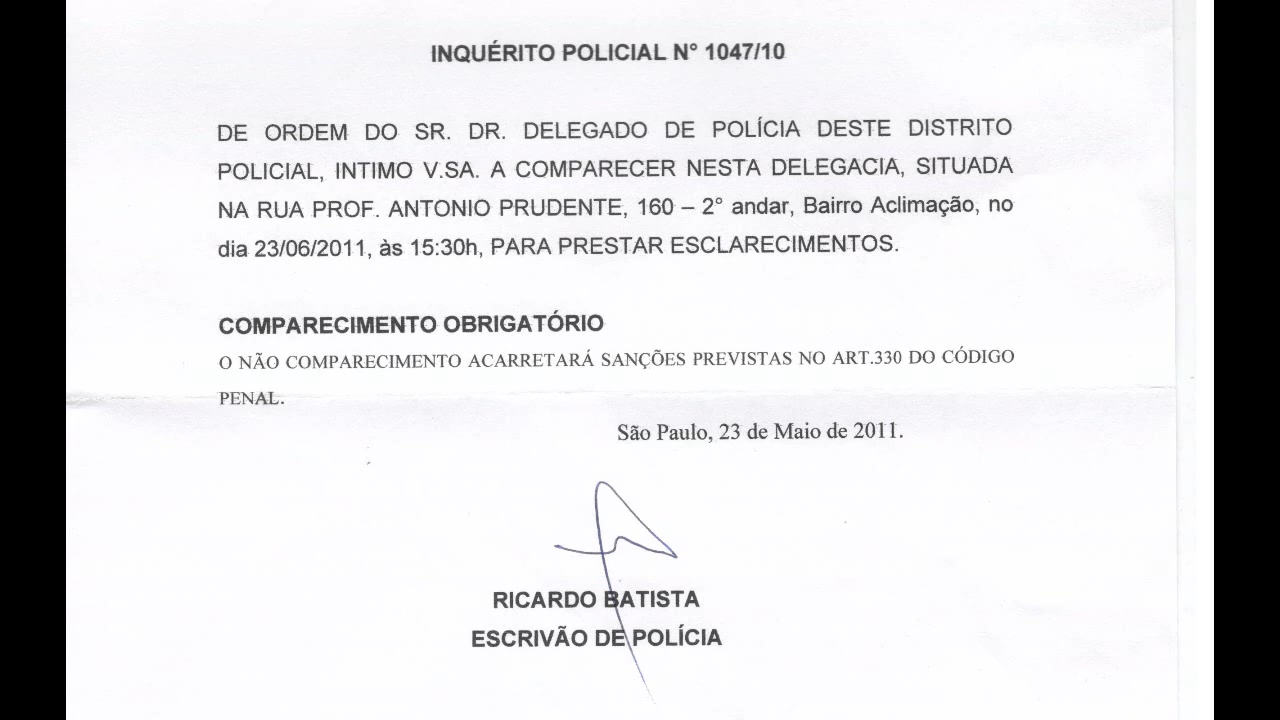 INQUÉRITO POLICIAL N° 1047/10
DE ORDEM DO SR. DR. DELEGADO DE POLÍCIA DESTE DISTRITO
POLICIAL, INTIMO V.SA. A COMPARECER NESTA DELEGACIA, SITUADA
NA RUA PROF. ANTONIO PRUDENTE, 160 – 2° andar, Bairro Aclimação, no
dia 23/06/2011, às 15:30h, PARA PRESTAR ESCLARECIMENTOS.
COMPARECIMENTO OBRIGATÓRIO
O NÃO COMPARECIMENTO ACARRETARÁ SANÇÕES PREVISTAS NO ART.330 DO CÓDIGO
PENAL.
São Paulo, 23 de Maio de 2011.
RICARDO BATISTA
ESCRIVÃO DE POLÍCIA